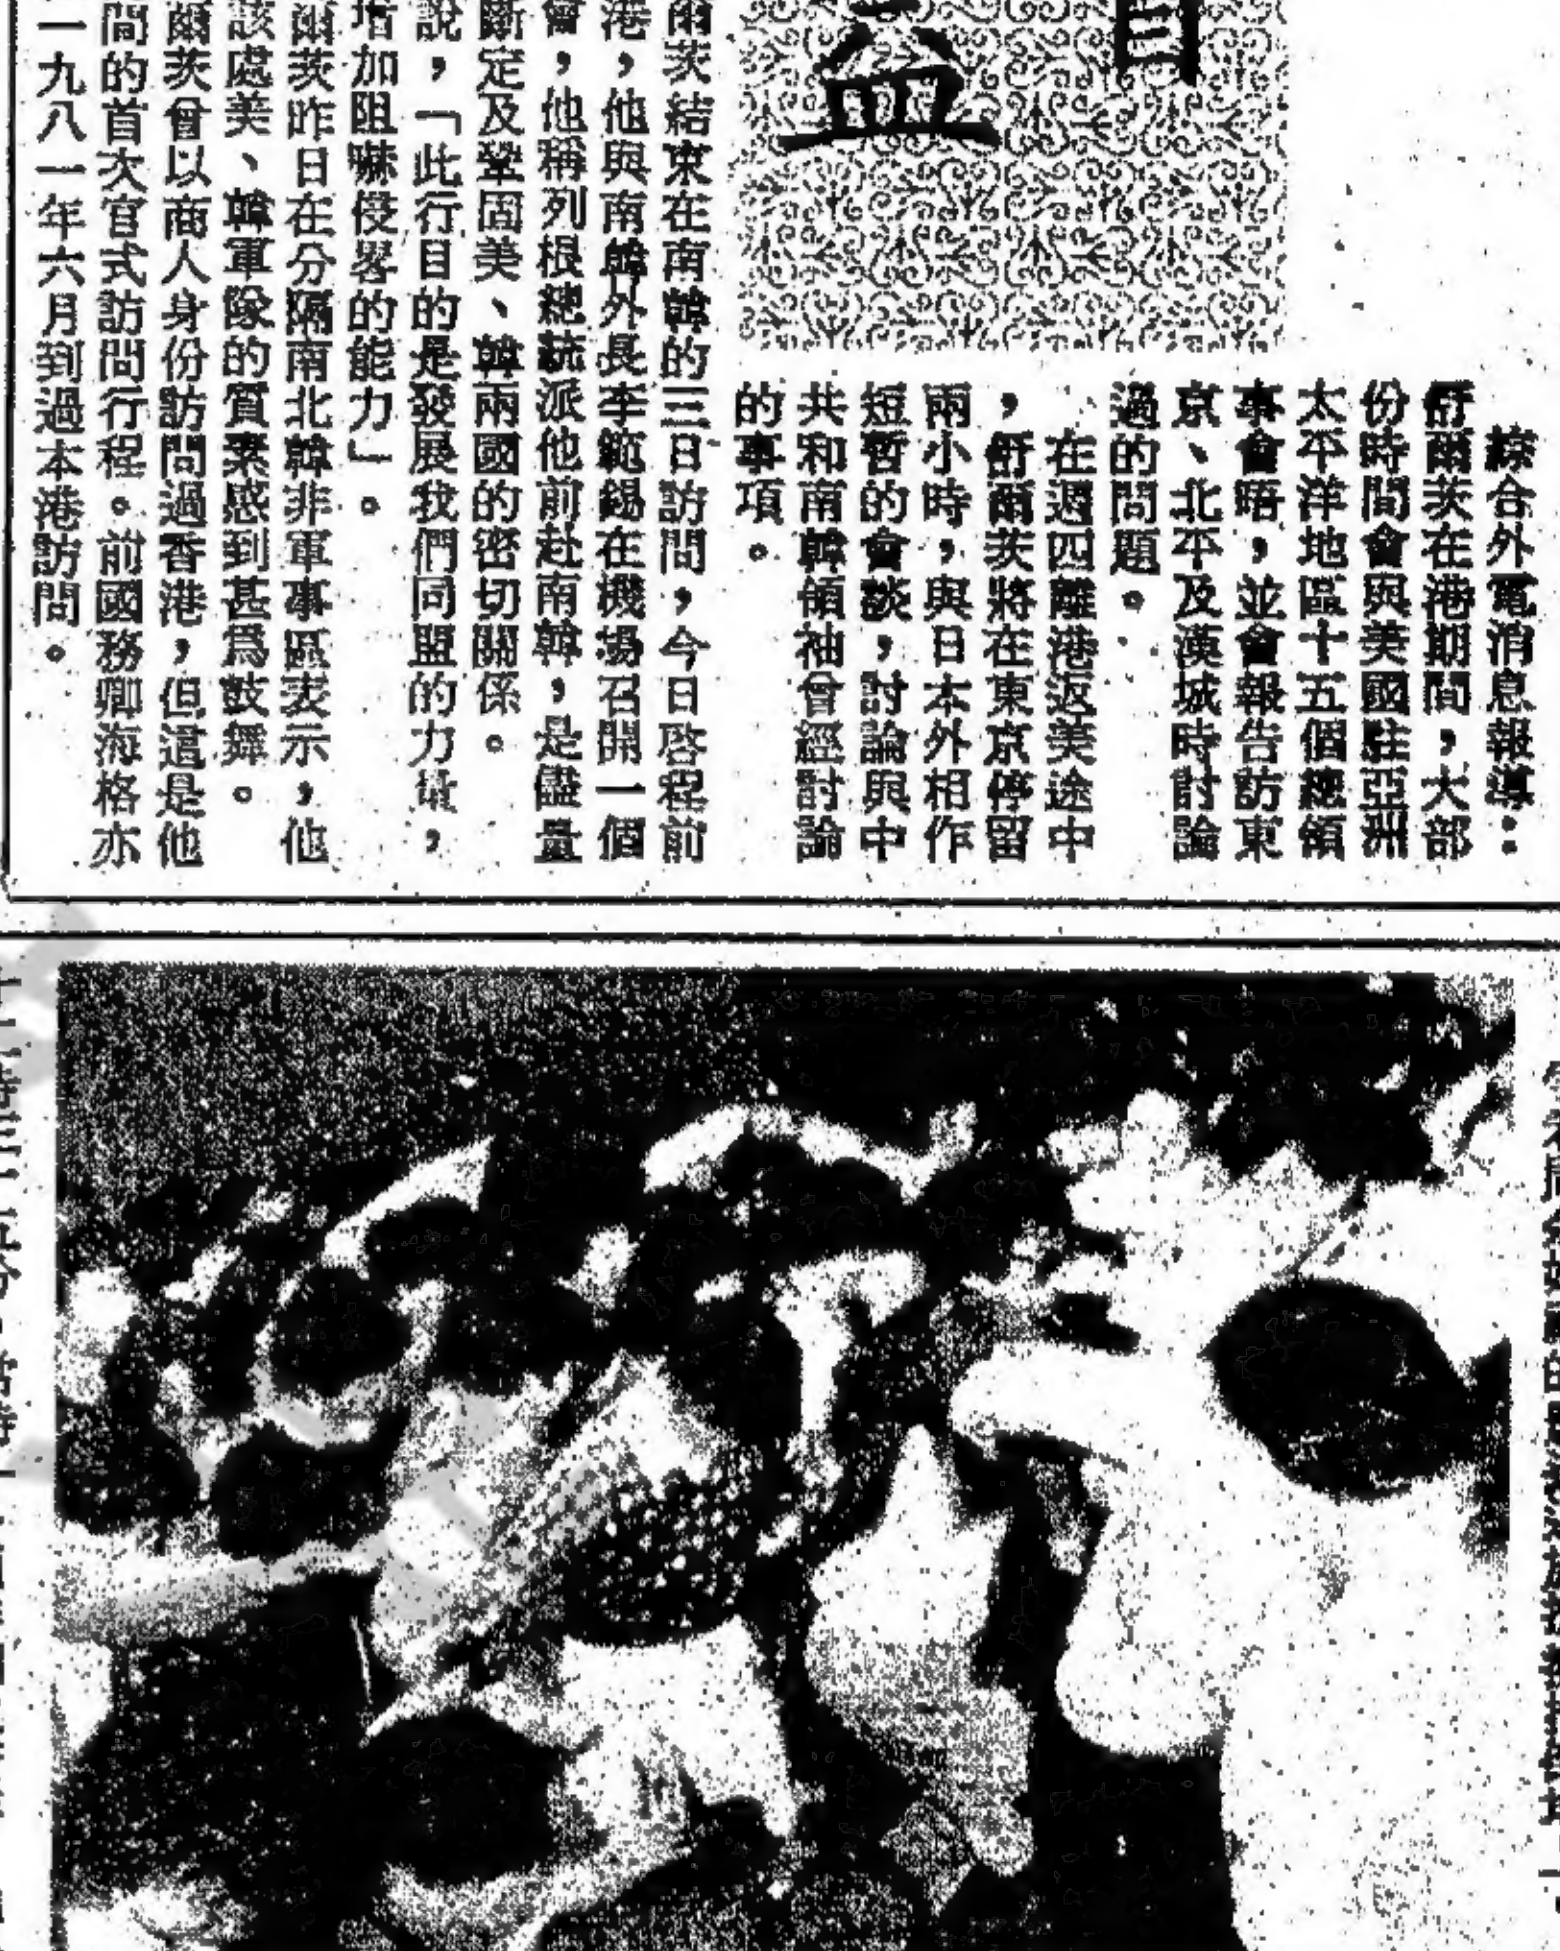 益
綜合外電消息報導：
舒爾茨在港期間，大部
份時間會與美國駐亞洲
太平洋地區十五個總領
事會晤，並會報告訪東
京、北平及漢城時討論
過的問題。
在週四離港返美途中
，舒爾茨將在東京停留
兩小時，與日本外相作
短暫的會談，討論與中
共和南韓領袖曾經討論
的事項。
爾茨結束在南韓的三日訪問，今日啓程前
港，他與南韓外長李範錫在機場召開一個
會，他稱列根總統派他前赴南韓，是儘量
斷定及鞏固美、韓兩國的密切關係。
說，「此行目的是發展我們同盟的力量，
增加阻嚇侵畧的能力」。
爾茨昨日在分隔南北韓非軍事區表示，他
該處美、韓軍隊的質素感到甚爲鼓舞。
爾茨曾以商人身份訪問過香港，但這是他
間的首次官式訪問行程。前國務卿海格亦
一九八一年六月到過本港訪問。